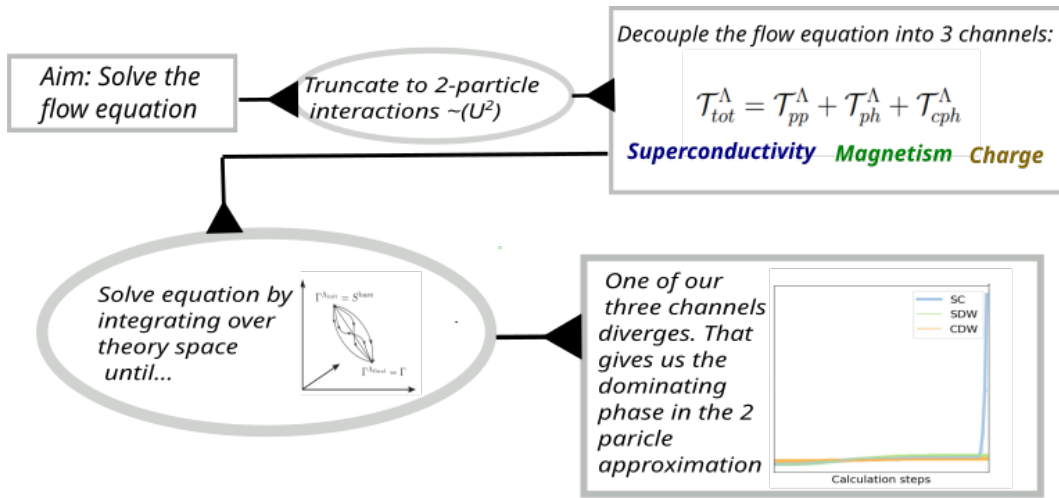 Aim: Solve the
flow equation
Truncate to 2-particle
interactions ~(U²)
Decouple the flow equation into 3 channels:
𝒯^Λ_tot = 𝒯^Λ_pp + 𝒯^Λ_ph + 𝒯^Λ_cph
Superconductivity Magnetism Charge
Solve equation by
integrating over
theory space
until...
Γ^Λinit = S^bare
Γ^Λfinal = Γ
One of our
three channels
diverges. That
gives us the
dominating
phase in the 2
paricle
approximation
SC
SDW
CDW
Calculation steps